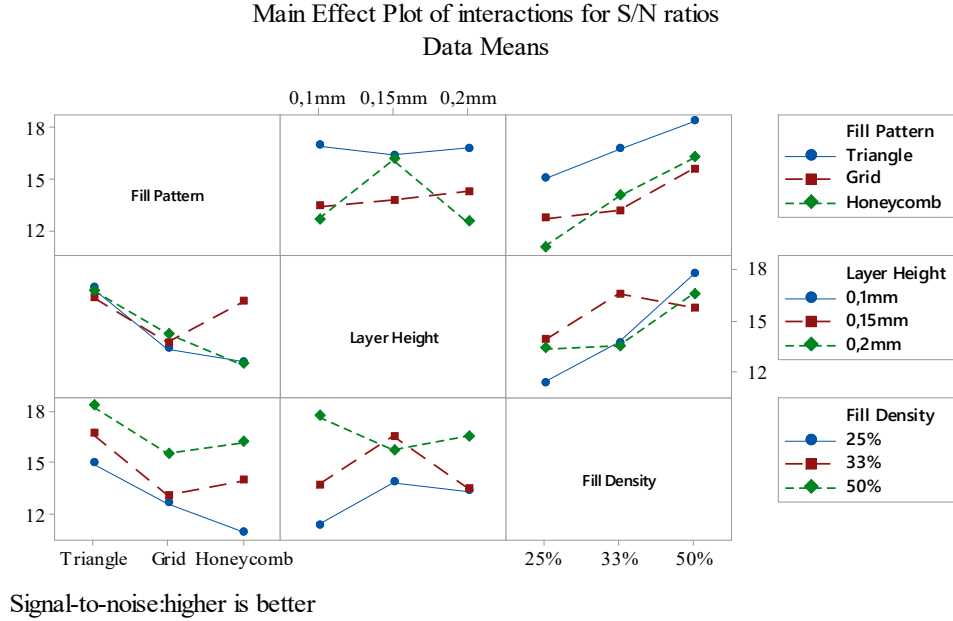 Main Effect Plot of interactions for S/N ratios
Data Means
0,1mm 0,15mm 0,2mm
18
15
12
Fill Pattern
Fill Pattern
Triangle
Grid
Honeycomb
Layer Height
18
15
12
Layer Height
0,1mm
0,15mm
0,2mm
18
15
12
Fill Density
Fill Density
25%
33%
50%
Triangle Grid Honeycomb
25% 33% 50%
Signal-to-noise:higher is better